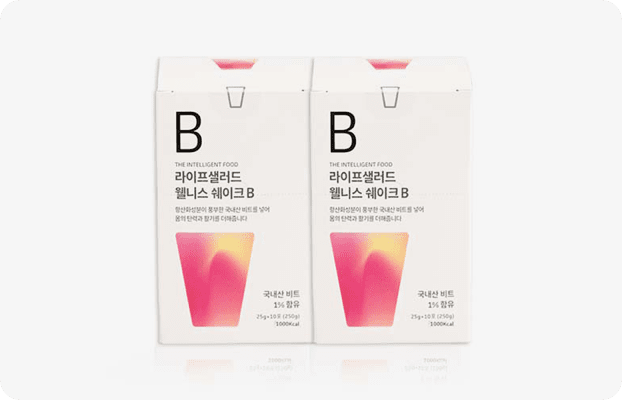 B
THE INTELLIGENT FOOD
라이프샐러드
웰니스 쉐이크 B
항산화성분이 풍부한 국내산 비트를 넣어
몸의 탄력과 활기를 더해줍니다
국내산 비트
1% 함유
25g×10포 (250g)
/1000Kcal
B
THE INTELLIGENT FOOD
라이프샐러드
웰니스 쉐이크 B
항산화성분이 풍부한 국내산 비트를 넣어
몸의 탄력과 활기를 더해줍니다
국내산 비트
1% 함유
25g×10포 (250g)
/1000Kcal